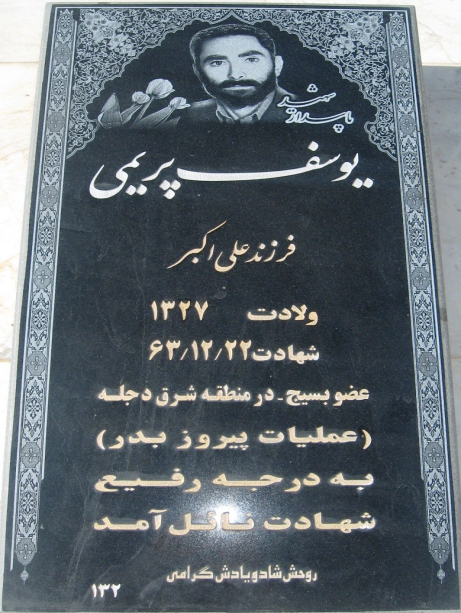 شهید
پاسدار
یوسف پریمی
فرزند علی اکبر
ولادت ۱۳۲۷
شهادت ۶۳/۱۲/۲۲
عضو بسیج - در منطقه شرق دجله
(عملیات پیروز بدر)
به درجه رفیع
شهادت نائل آمد
روحش شاد و یادش گرامی
۱۳۲